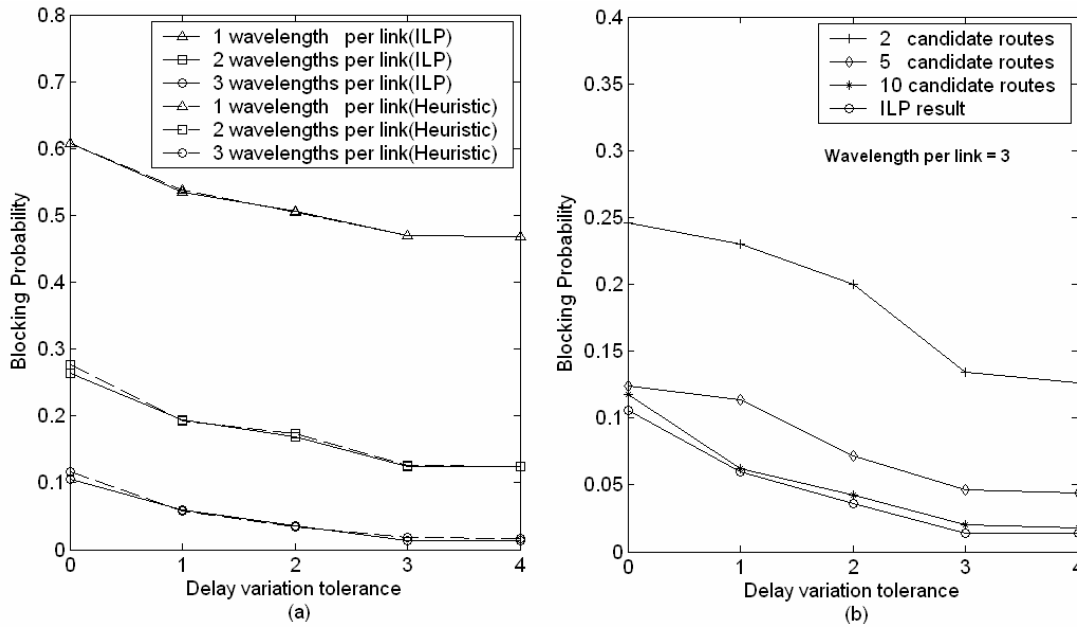 0.8
0.7
0.6
0.5
0.4
0.3
0.2
0.1
0
Blocking Probability
1 wavelength per link(ILP)
2 wavelengths per link(ILP)
3 wavelengths per link(ILP)
1 wavelength per link(Heuristic)
2 wavelengths per link(Heuristic)
3 wavelengths per link(Heuristic)
0 1 2 3 4
Delay variation tolerance
(a)
0.4
0.35
0.3
0.25
0.2
0.15
0.1
0.05
0
Blocking Probability
2 candidate routes
5 candidate routes
10 candidate routes
ILP result
Wavelength per link = 3
0 1 2 3 4
Delay variation tolerance
(b)